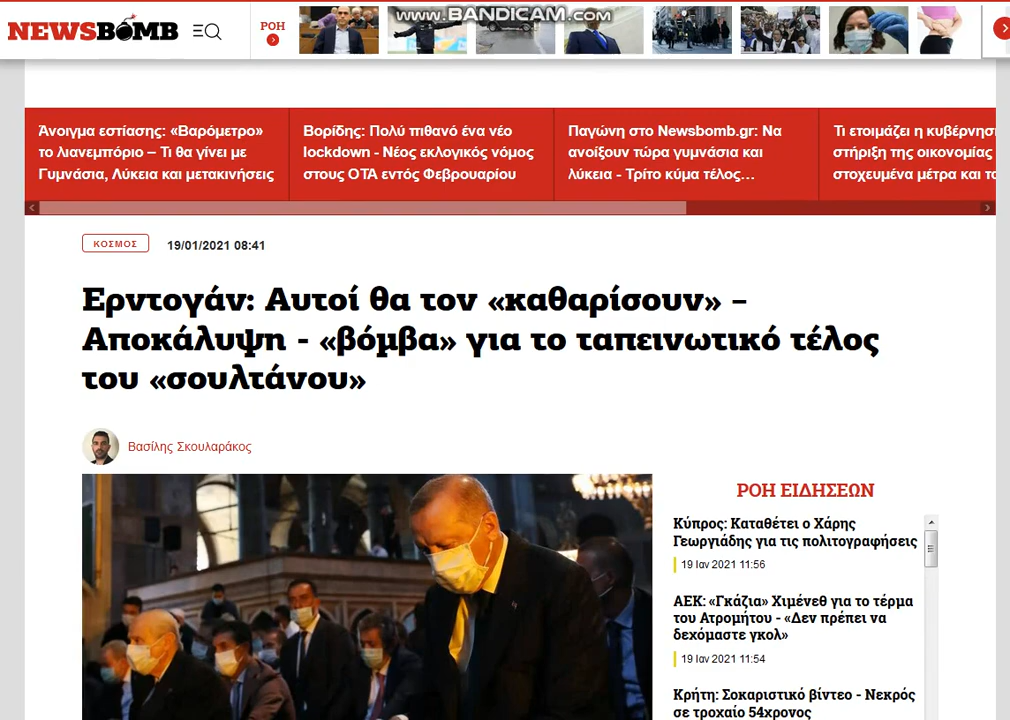 NEWSBOMB
ΡΟΗ
WWW.BANDICAM.COM
Άνοιγμα εστίασης: «Βαρόμετρο»
το λιανεμπόριο – Τι θα γίνει με
Γυμνάσια, Λύκεια και μετακινήσεις
Βορίδης: Πολύ πιθανό ένα νέο
lockdown - Νέος εκλογικός νόμος
στους ΟΤΑ εντός Φεβρουαρίου
Παγώνη στο Newsbomb.gr: Να
ανοίξουν τώρα γυμνάσια και
λύκεια - Τρίτο κύμα τέλος…
Τι ετοιμάζει η κυβέρνησ
στήριξη της οικονομίας
στοχευμένα μέτρα και το
ΚΟΣΜΟΣ
19/01/2021 08:41
Ερντογάν: Αυτοί θα τον «καθαρίσουν» –
Αποκάλυψη - «βόμβα» για το ταπεινωτικό τέλος
του «σουλτάνου»
Βασίλης Σκουλαράκος
ΡΟΗ ΕΙΔΗΣΕΩΝ
Κύπρος: Καταθέτει ο Χάρης
Γεωργιάδης για τις πολιτογραφήσεις
19 Ιαν 2021 11:56
ΑΕΚ: «Γκάζια» Χιμένεθ για το τέρμα
του Ατρομήτου - «Δεν πρέπει να
δεχόμαστε γκολ»
19 Ιαν 2021 11:54
Κρήτη: Σοκαριστικό βίντεο - Νεκρός
σε τροχαίο 54χρονος